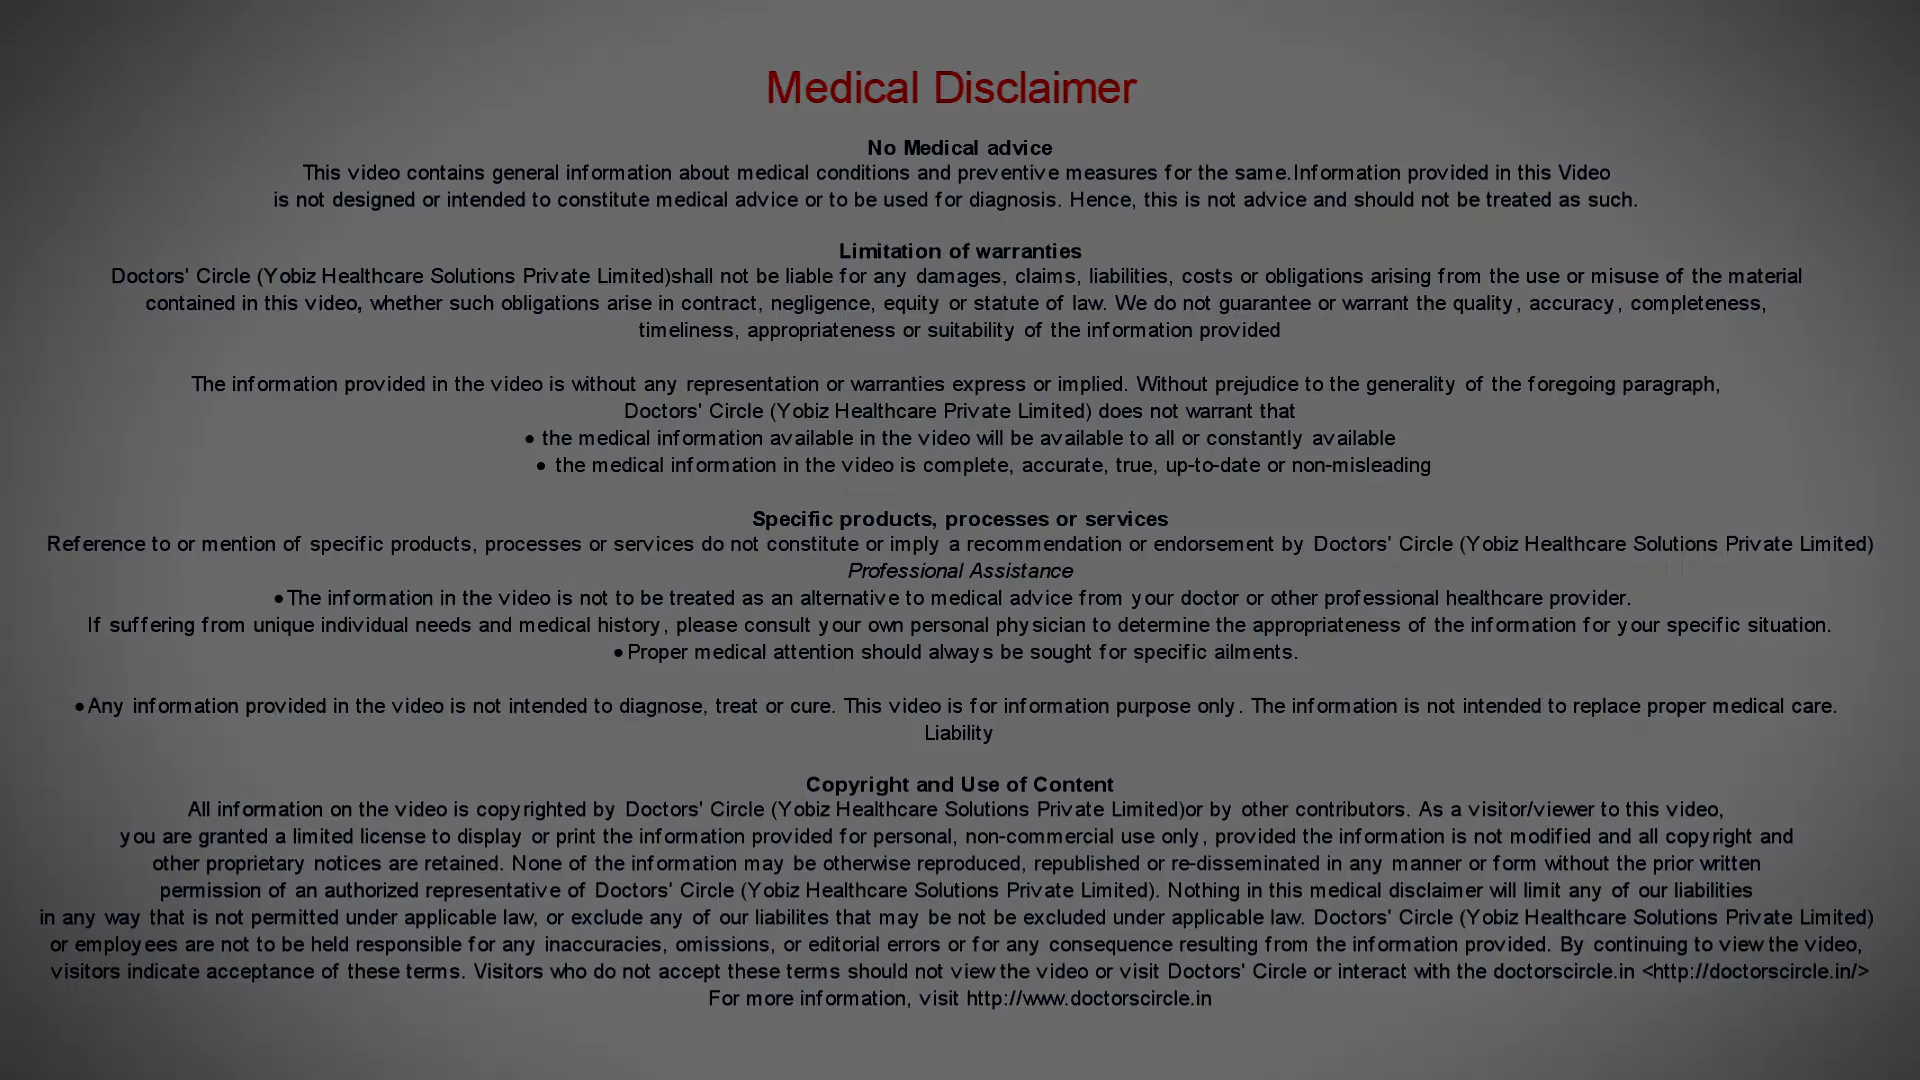 Medical Disclaimer
No Medical advice
This video contains general information about medical conditions and preventive measures for the same.Information provided in this Video
is not designed or intended to constitute medical advice or to be used for diagnosis. Hence, this is not advice and should not be treated as such.
Limitation of warranties
Doctors' Circle (Yobiz Healthcare Solutions Private Limited)shall not be liable for any damages, claims, liabilities, costs or obligations arising from the use or misuse of the material
contained in this video, whether such obligations arise in contract, negligence, equity or statute of law. We do not guarantee or warrant the quality, accuracy, completeness,
timeliness, appropriateness or suitability of the information provided
The information provided in the video is without any representation or warranties express or implied. Without prejudice to the generality of the foregoing paragraph,
Doctors' Circle (Yobiz Healthcare Private Limited) does not warrant that
• the medical information available in the video will be available to all or constantly available
• the medical information in the video is complete, accurate, true, up-to-date or non-misleading
Specific products, processes or services
Reference to or mention of specific products, processes or services do not constitute or imply a recommendation or endorsement by Doctors' Circle (Yobiz Healthcare Solutions Private Limited)
Professional Assistance
•The information in the video is not to be treated as an alternative to medical advice from your doctor or other professional healthcare provider.
If suffering from unique individual needs and medical history, please consult your own personal physician to determine the appropriateness of the information for your specific situation.
•Proper medical attention should always be sought for specific ailments.
•Any information provided in the video is not intended to diagnose, treat or cure. This video is for information purpose only. The information is not intended to replace proper medical care.
Liability
Copyright and Use of Content
All information on the video is copyrighted by Doctors' Circle (Yobiz Healthcare Solutions Private Limited)or by other contributors. As a visitor/viewer to this video,
you are granted a limited license to display or print the information provided for personal, non-commercial use only, provided the information is not modified and all copyright and
other proprietary notices are retained. None of the information may be otherwise reproduced, republished or re-disseminated in any manner or form without the prior written
permission of an authorized representative of Doctors' Circle (Yobiz Healthcare Solutions Private Limited). Nothing in this medical disclaimer will limit any of our liabilities
in any way that is not permitted under applicable law, or exclude any of our liabilites that may be not be excluded under applicable law. Doctors' Circle (Yobiz Healthcare Solutions Private Limited)
or employees are not to be held responsible for any inaccuracies, omissions, or editorial errors or for any consequence resulting from the information provided. By continuing to view the video,
visitors indicate acceptance of these terms. Visitors who do not accept these terms should not view the video or visit Doctors' Circle or interact with the doctorscircle.in <http://doctorscircle.in/>
For more information, visit http://www.doctorscircle.in